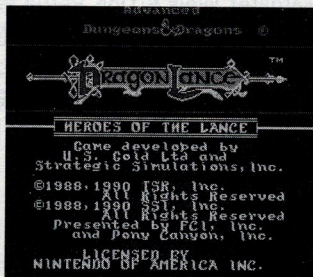 Advanced
Dungeons & Dragons ®
DragonLance ™
HEROES OF THE LANCE
Game developed by
U.S. Gold Ltd and
Strategic Simulations, Inc.
©1988, 1990 TSR, Inc.
All Rights Reserved
©1988, 1990 SSI, Inc.
All Rights Reserved
Presented by FCI, Inc.
and Pony Canyon, Inc.
LICENSED BY
NINTENDO OF AMERICA INC.